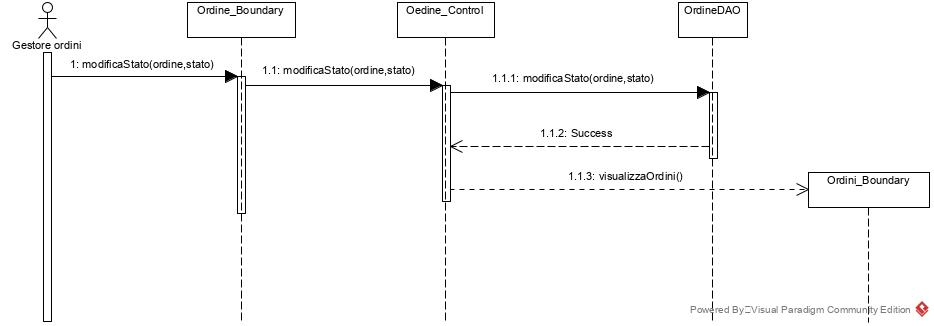 Ordine_Boundary
Oedine_Control
OrdineDAO
Gestore ordini
1: modificaStato(ordine,stato)
1.1: modificaStato(ordine,stato)
1.1.1: modificaStato(ordine,stato)
1.1.2: Success
1.1.3: visualizzaOrdini()
Ordini_Boundary
Powered By Visual Paradigm Community Edition